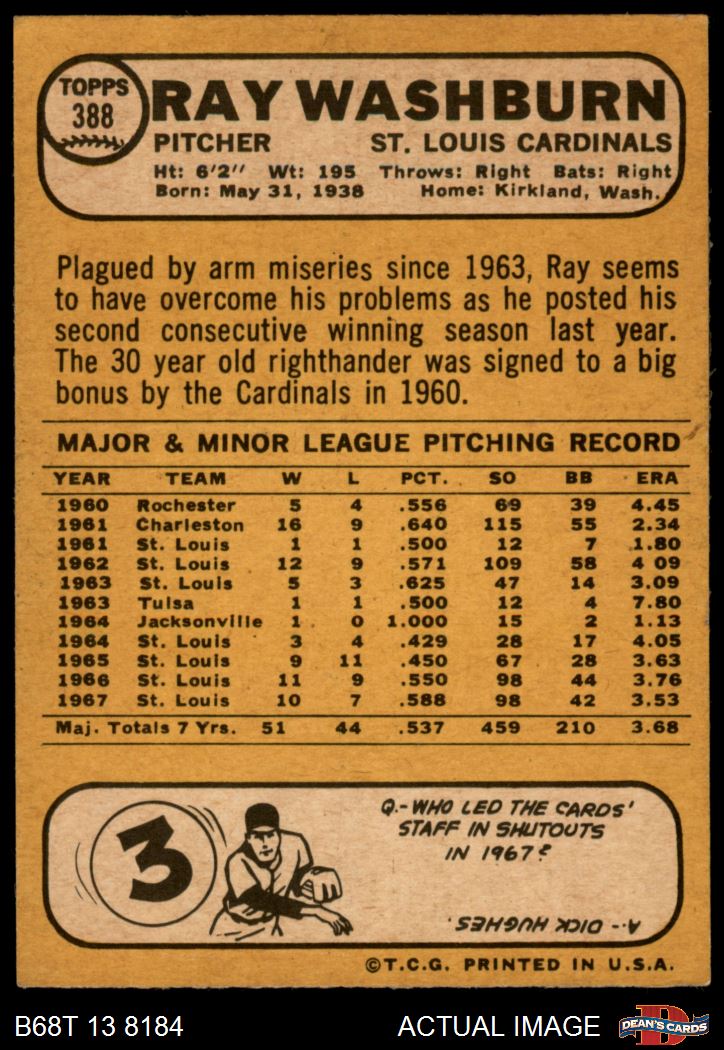 TOPPS
388
RAY WASHBURN
PITCHER ST. LOUIS CARDINALS
Ht: 6'2" Wt: 195 Throws: Right Bats: Right
Born: May 31, 1938 Home: Kirkland, Wash.
Plagued by arm miseries since 1963, Ray seems
to have overcome his problems as he posted his
second consecutive winning season last year.
The 30 year old righthander was signed to a big
bonus by the Cardinals in 1960.
MAJOR & MINOR LEAGUE PITCHING RECORD
YEAR TEAM W L PCT. SO BB ERA
1960 Rochester 5 4 .556 69 39 4.45
1961 Charleston 16 9 .640 115 55 2.34
1961 St. Louis 1 1 .500 12 7 1.80
1962 St. Louis 12 9 .571 109 58 4 09
1963 St. Louis 5 3 .625 47 14 3.09
1963 Tulsa 1 1 .500 12 4 7.80
1964 Jacksonville 1 0 1.000 15 2 1.13
1964 St. Louis 3 4 .429 28 17 4.05
1965 St. Louis 9 11 .450 67 28 3.63
1966 St. Louis 11 9 .550 98 44 3.76
1967 St. Louis 10 7 .588 98 42 3.53
Maj. Totals 7 Yrs. 51 44 .537 459 210 3.68
3
Q.-WHO LED THE CARDS'
STAFF IN SHUTOUTS
IN 1967?
A.- DICK HUGHES.
©T.C.G. PRINTED IN U.S.A.
B68T 13 8184 ACTUAL IMAGE D DEAN'S CARDS